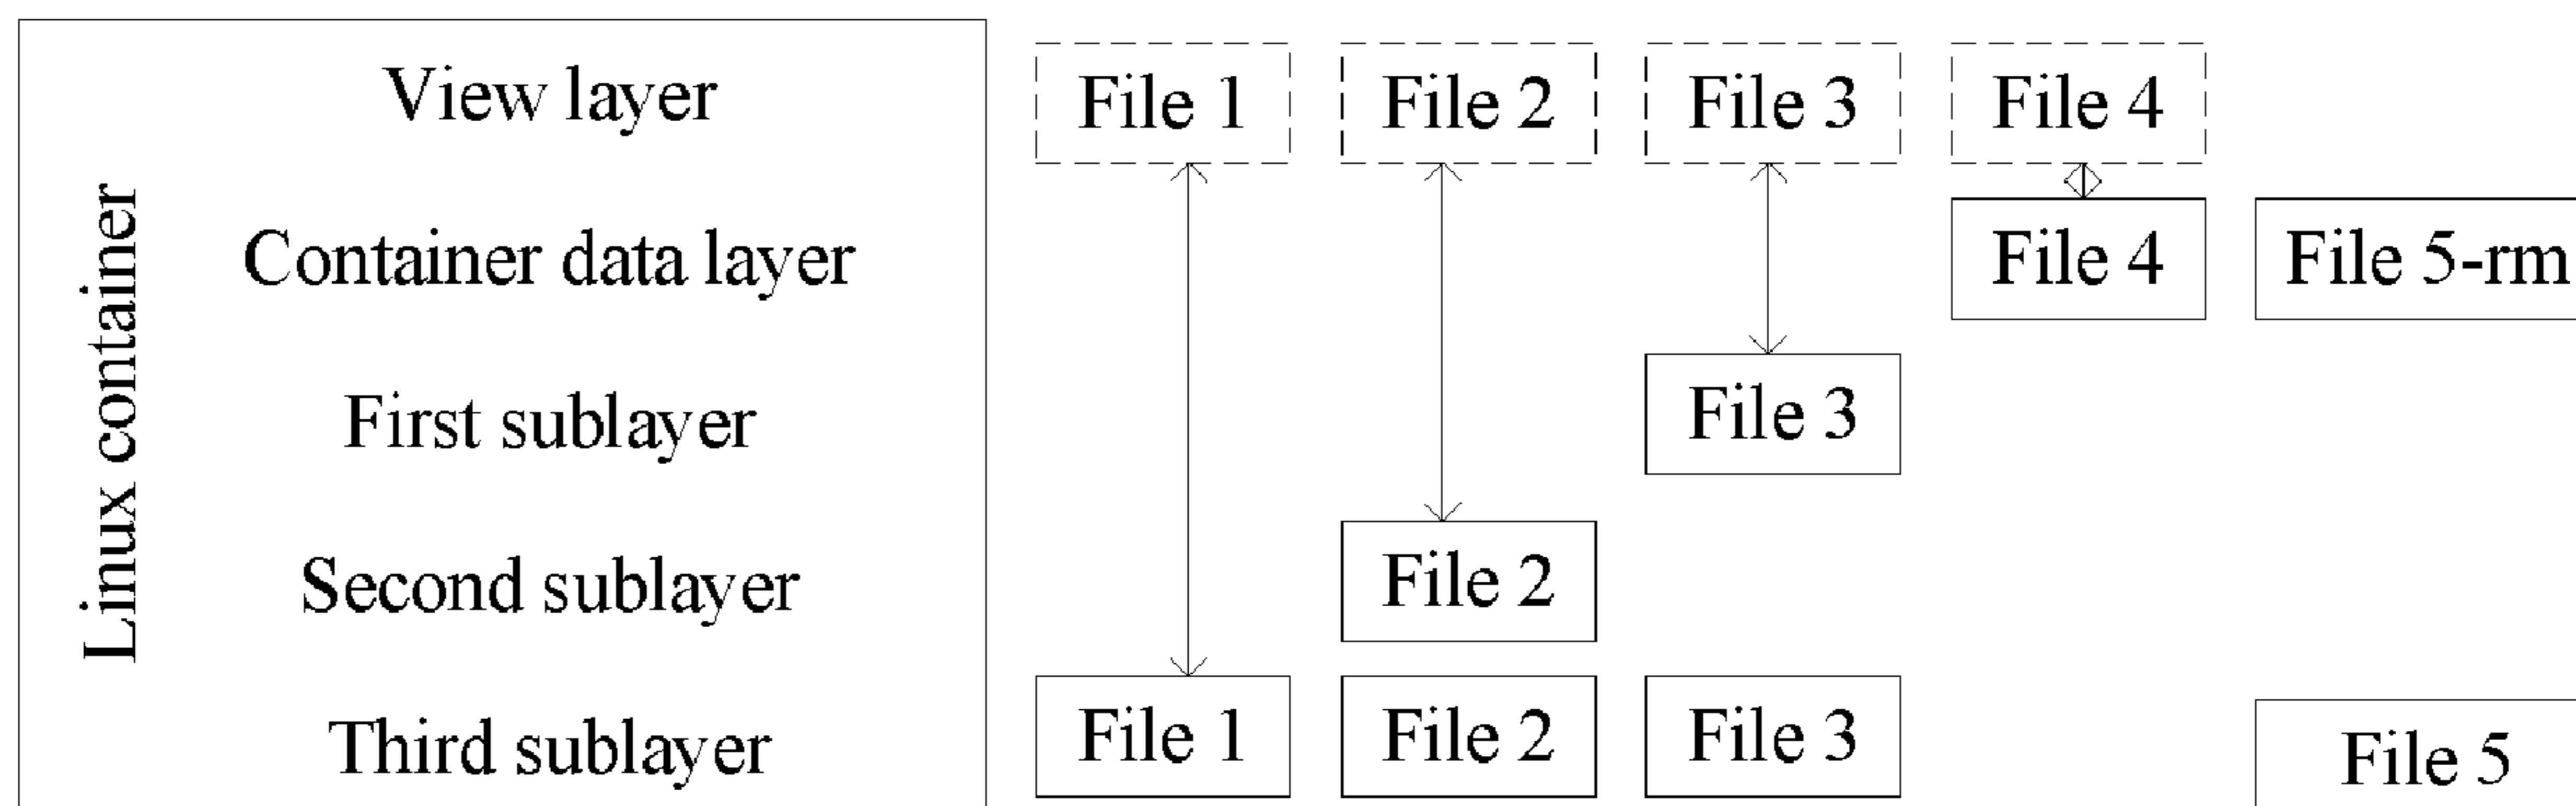 Linux container
View layer
File 1
File 2
File 3
File 4
Container data layer
File 4
File 5-rm
First sublayer
File 3
Second sublayer
File 2
Third sublayer
File 1
File 2
File 3
File 5